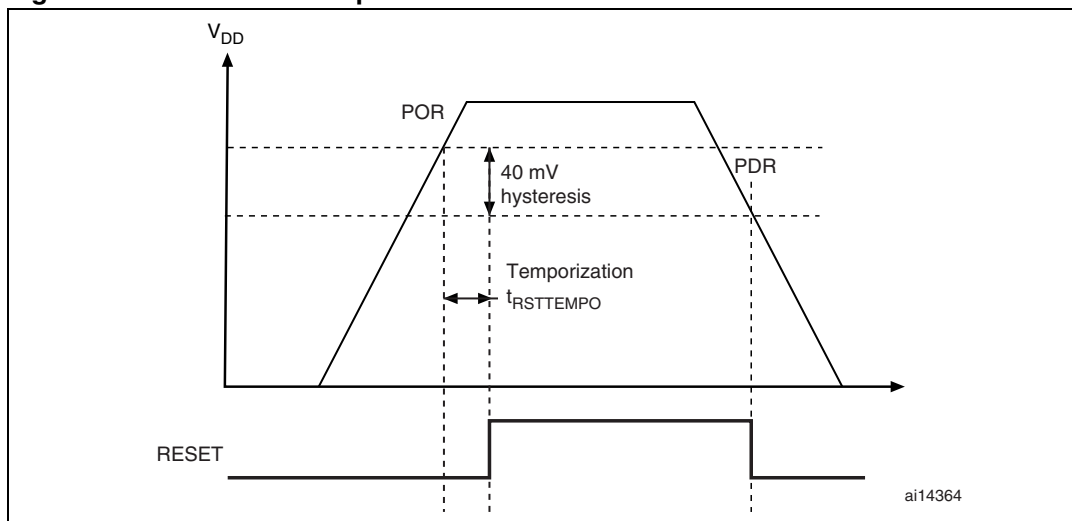 V_DD
POR
40 mV
hysteresis
PDR
Temporization
t_RSTTEMPO
RESET
ai14364